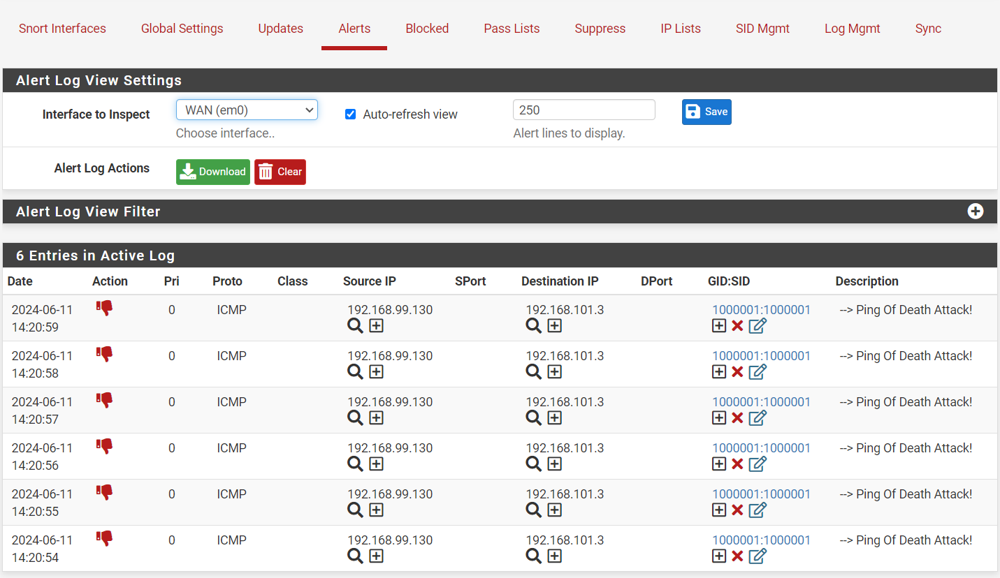 Snort Interfaces Global Settings Updates Alerts Blocked Pass Lists Suppress IP Lists SID Mgmt Log Mgmt Sync
Alert Log View Settings
Interface to Inspect WAN (em0) Auto-refresh view 250 Save
Choose interface.. Alert lines to display.
Alert Log Actions Download Clear
Alert Log View Filter
6 Entries in Active Log
Date Action Pri Proto Class Source IP SPort Destination IP DPort GID:SID Description
2024-06-11 0 ICMP 192.168.99.130 192.168.101.3 1000001:1000001 --> Ping Of Death Attack!
14:20:59
2024-06-11 0 ICMP 192.168.99.130 192.168.101.3 1000001:1000001 --> Ping Of Death Attack!
14:20:58
2024-06-11 0 ICMP 192.168.99.130 192.168.101.3 1000001:1000001 --> Ping Of Death Attack!
14:20:57
2024-06-11 0 ICMP 192.168.99.130 192.168.101.3 1000001:1000001 --> Ping Of Death Attack!
14:20:56
2024-06-11 0 ICMP 192.168.99.130 192.168.101.3 1000001:1000001 --> Ping Of Death Attack!
14:20:55
2024-06-11 0 ICMP 192.168.99.130 192.168.101.3 1000001:1000001 --> Ping Of Death Attack!
14:20:54